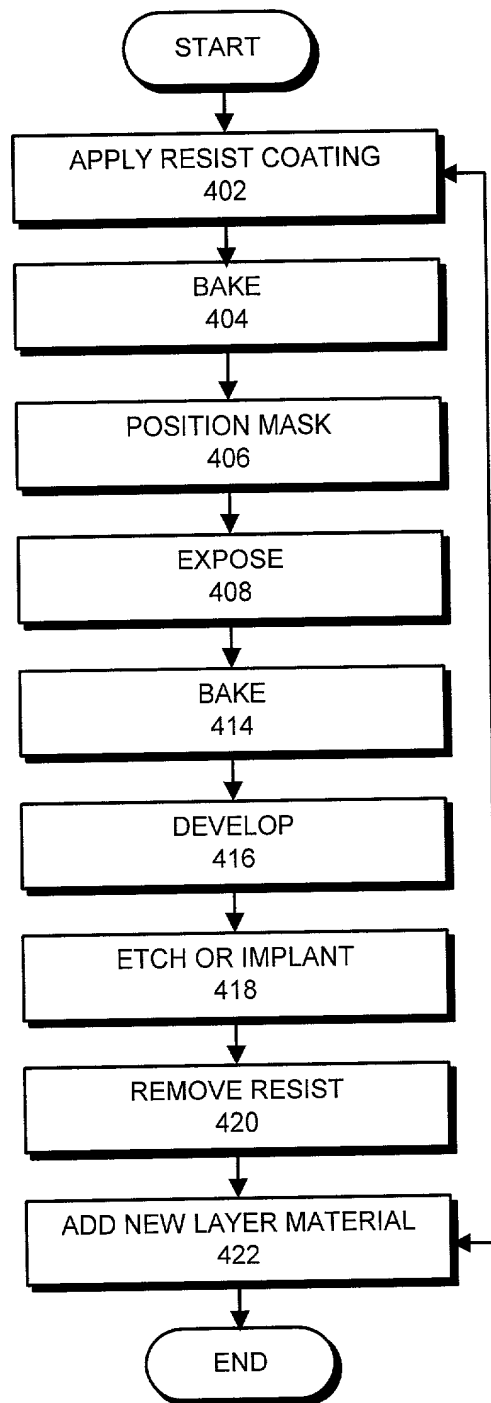 START
APPLY RESIST COATING
402
BAKE
404
POSITION MASK
406
EXPOSE
408
BAKE
414
DEVELOP
416
ETCH OR IMPLANT
418
REMOVE RESIST
420
ADD NEW LAYER MATERIAL
422
END